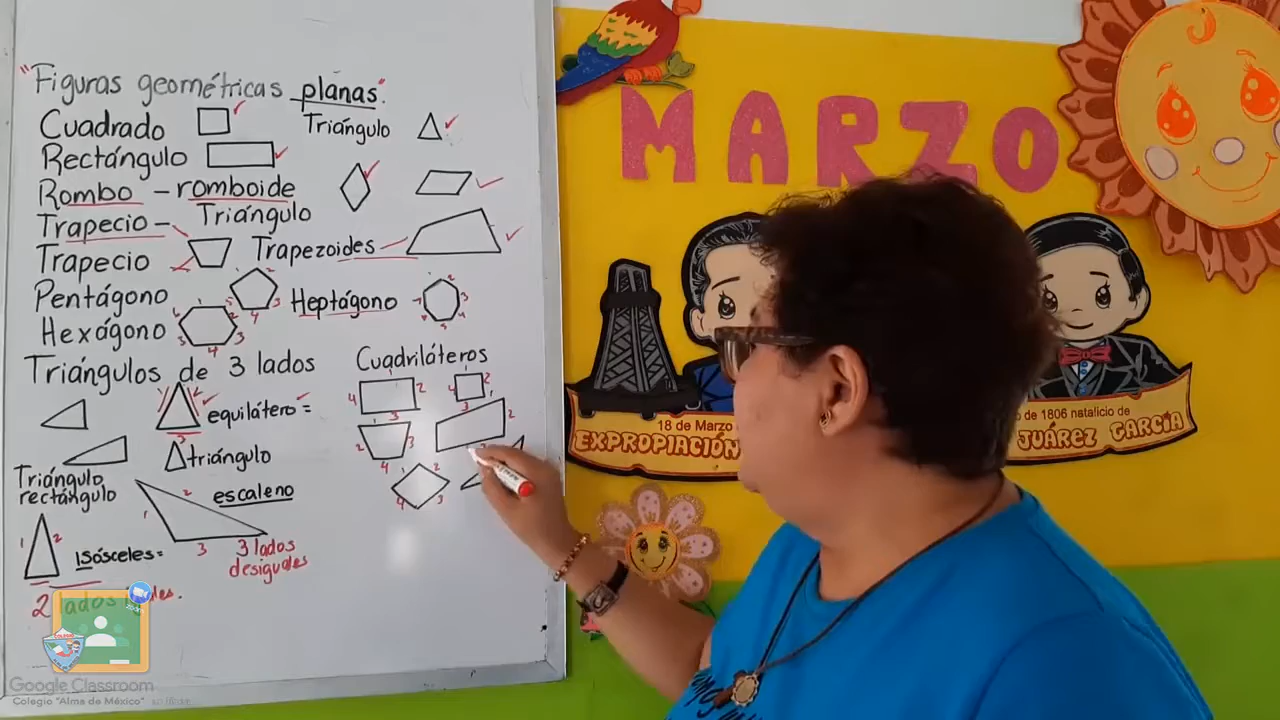 "Figuras geométricas planas".
Cuadrado
Triángulo
Rectángulo
Rombo - romboide
Trapecio - Triángulo
Trapecio
Trapezoides
Pentágono
Heptágono
Hexágono
Triángulos de 3 lados
equilátero =
triángulo
Triángulo
rectángulo
escaleno
Isósceles =
3 lados
desiguales
2 lados
Cuadriláteros
MARZO
18 de Marzo
EXPROPIACIÓN
o de 1806 natalicio de
JUÁREZ GARCÍA
Google Classroom
Colegio "Alma de México"